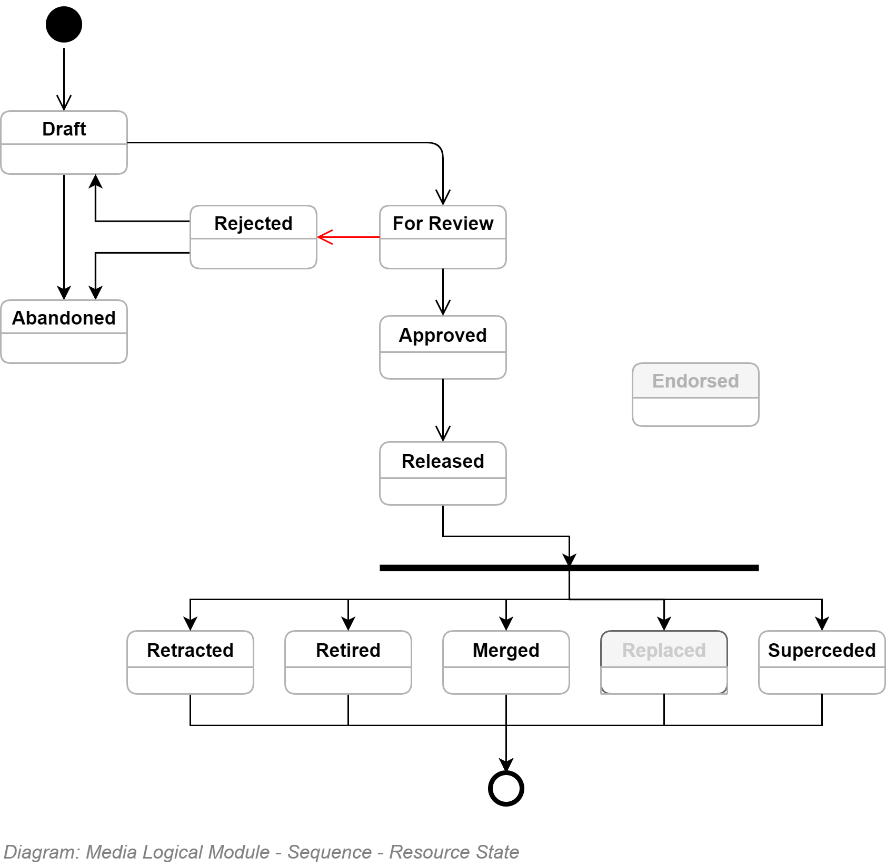 Draft
Rejected
For Review
Abandoned
Approved
Endorsed
Released
Retracted
Retired
Merged
Replaced
Superceded
Diagram: Media Logical Module - Sequence - Resource State